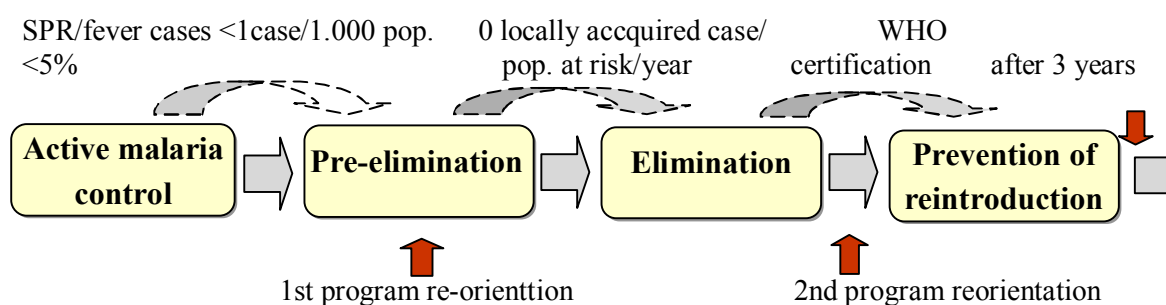 SPR/fever cases <1case/1.000 pop.
<5%
0 locally accquired case/
pop. at risk/year
WHO
certification
after 3 years
Active malaria
control
Pre-elimination
Elimination
Prevention of
reintroduction
1st program re-orienttion
2nd program reorientation